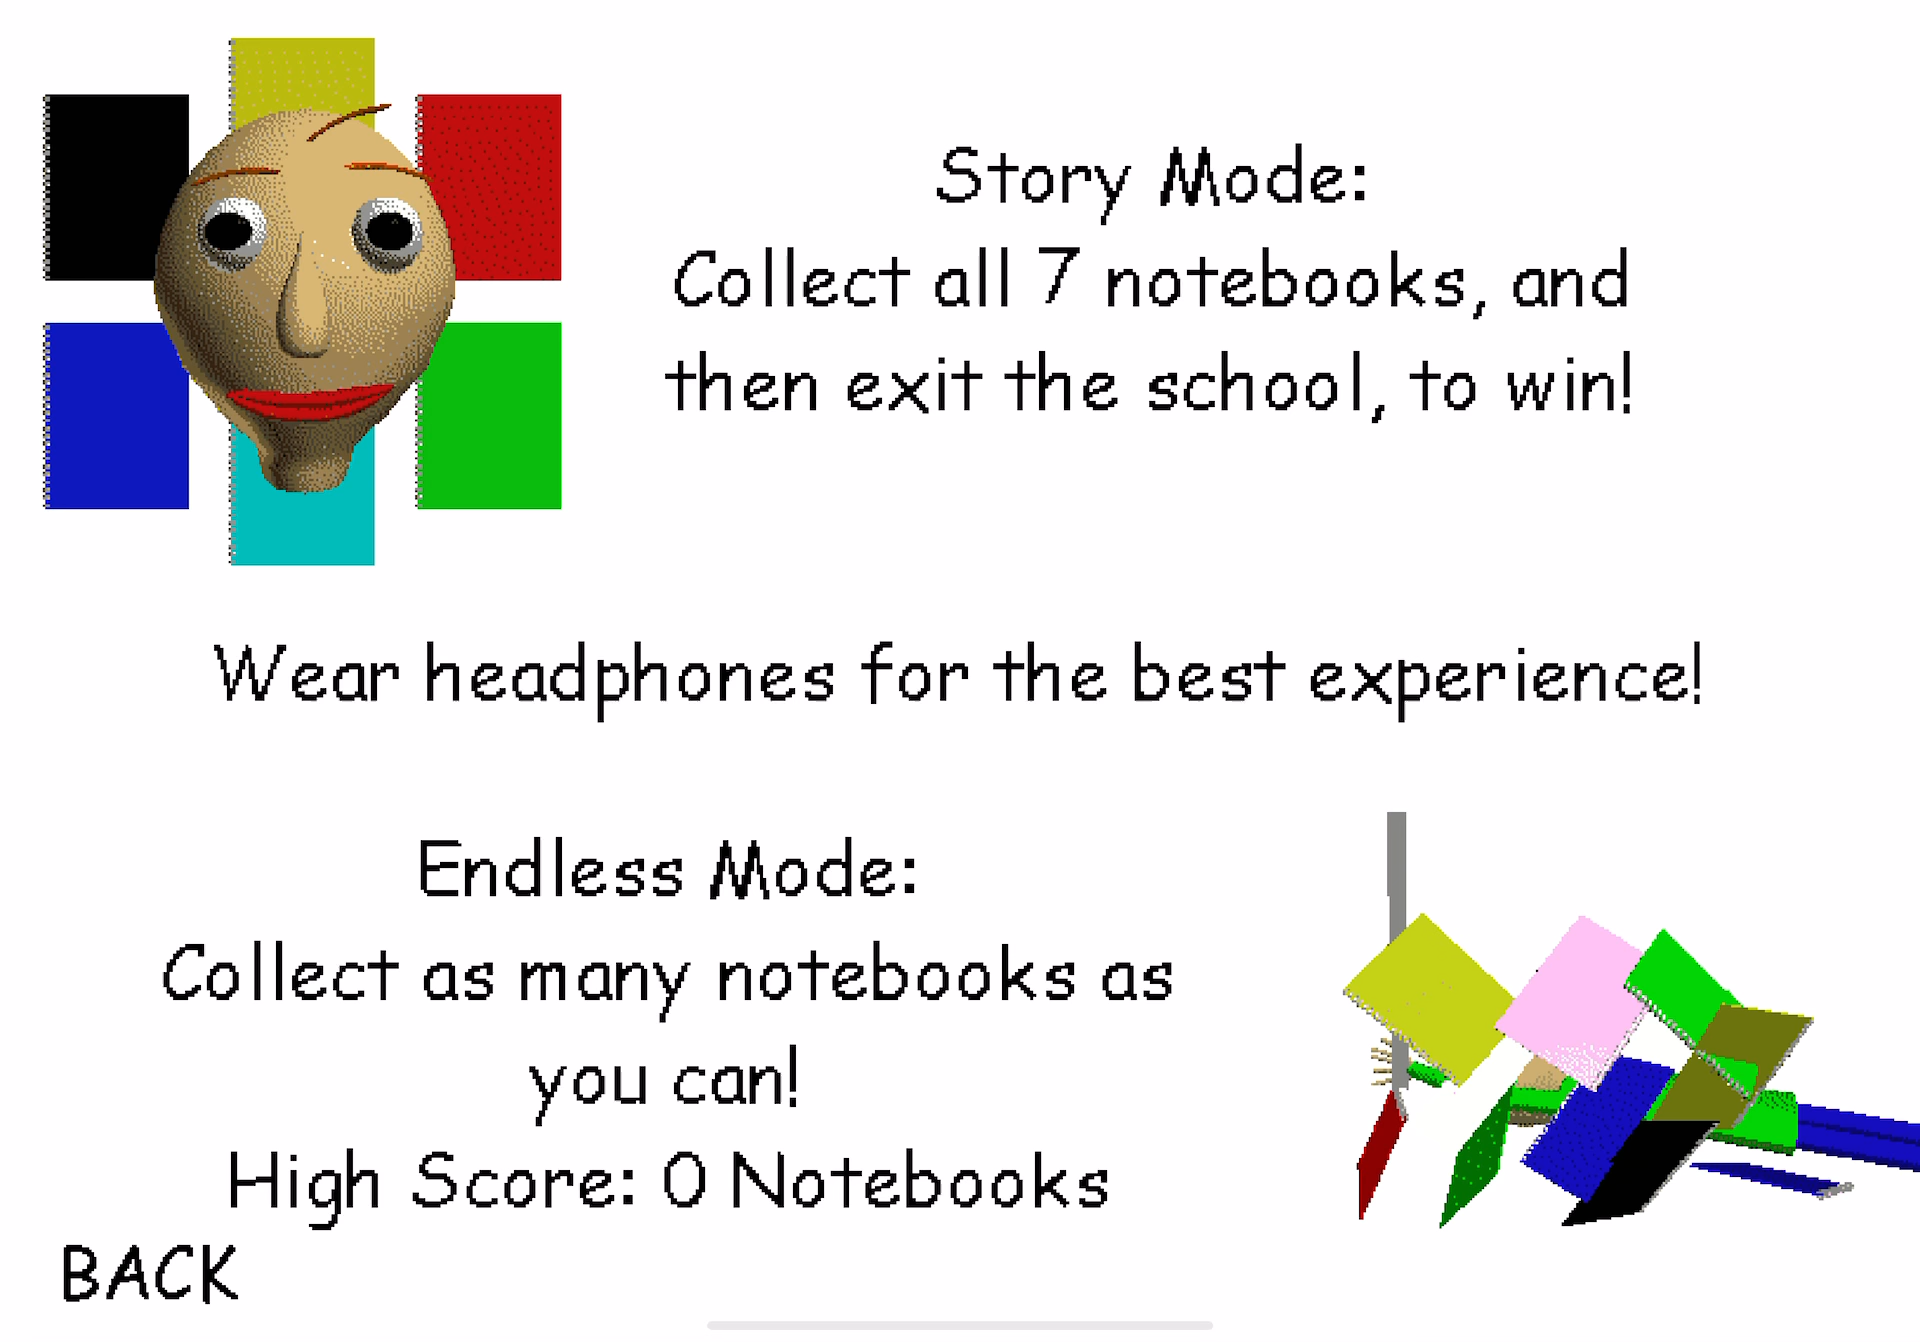 Story Mode:
Collect all 7 notebooks, and
then exit the school, to win!
Wear headphones for the best experience!
Endless Mode:
Collect as many notebooks as
you can!
High Score: 0 Notebooks
BACK